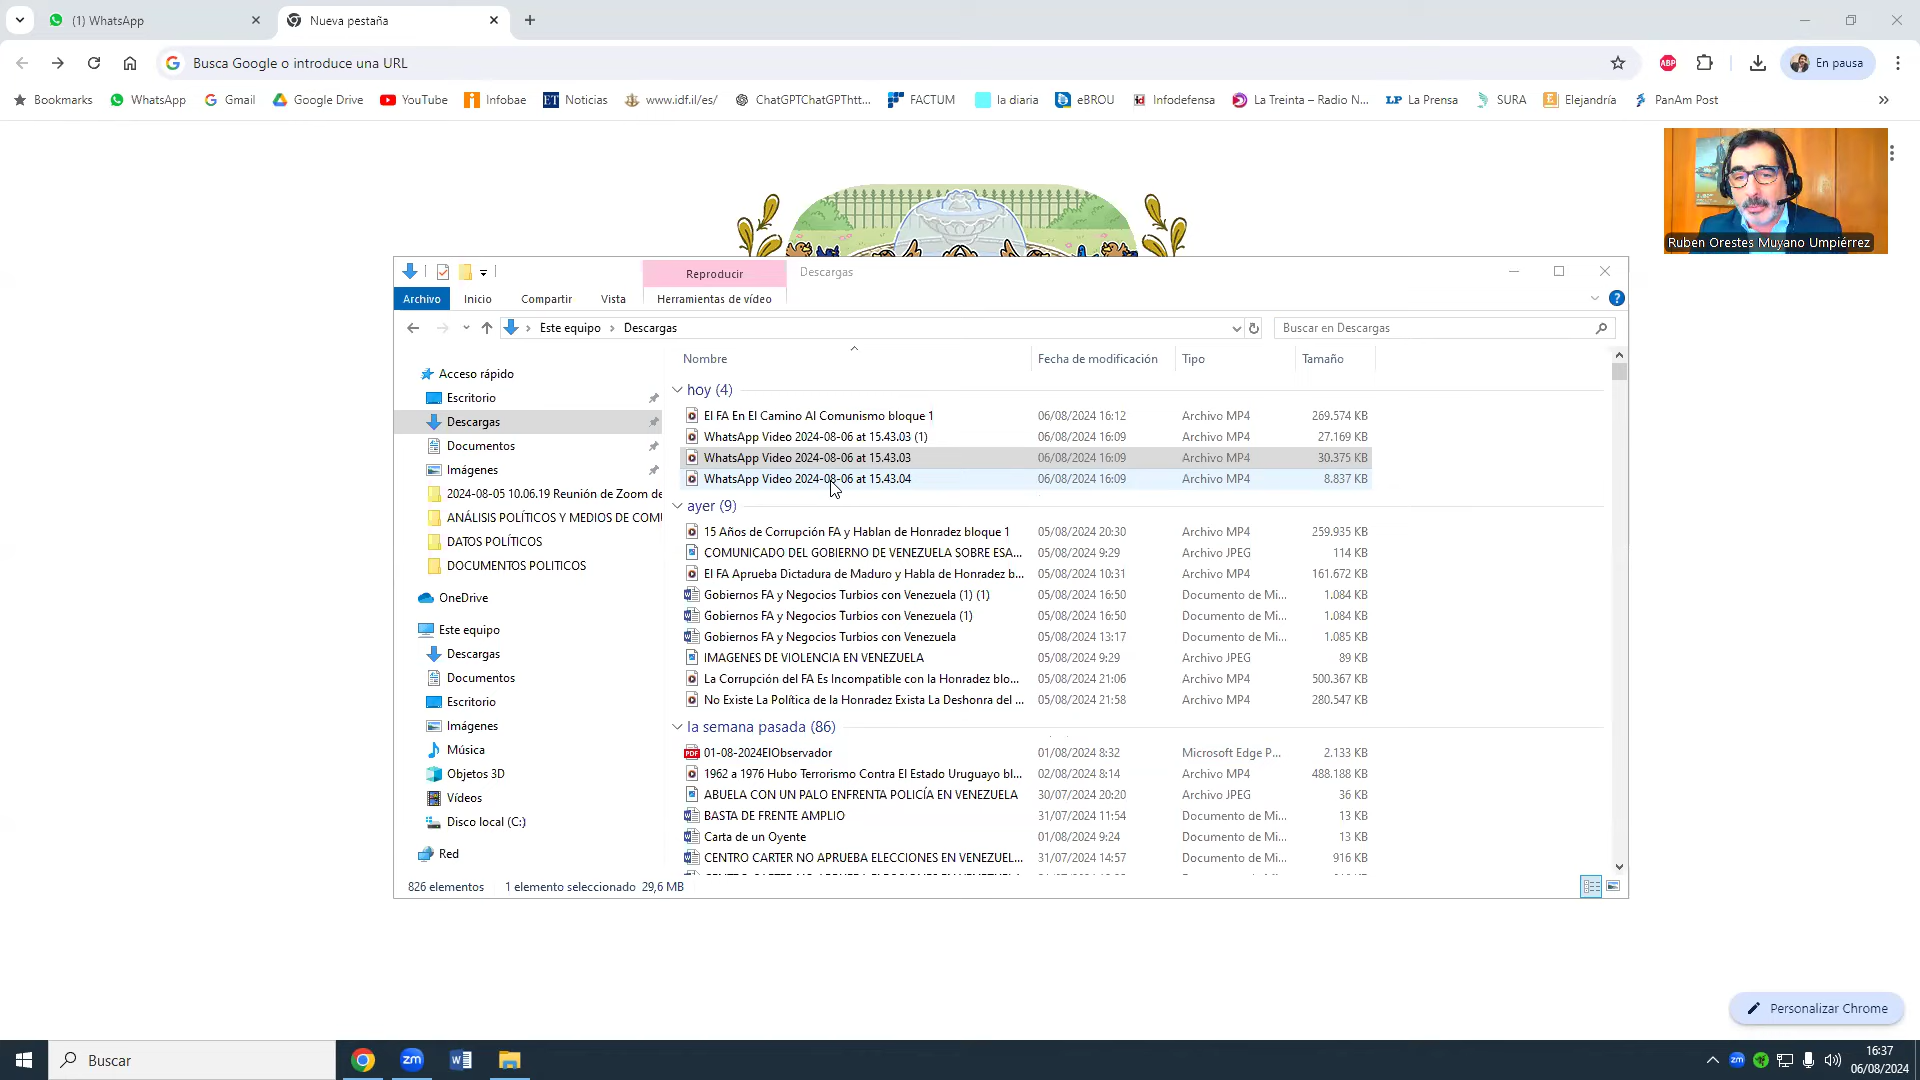 (1) WhatsApp
Nueva pestaña
Busca Google o introduce una URL
ABP
En pausa
Bookmarks
WhatsApp
Gmail
Google Drive
YouTube
Infobae
ET Noticias
www.idf.il/es/
ChatGPTChatGPThtt...
FACTUM
la diaria
eBROU
Infodefensa
La Treinta – Radio N...
LP La Prensa
SURA
Elejandría
PanAm Post
Ruben Orestes Muyano Umpiérrez
Reproducir
Descargas
Archivo
Inicio
Compartir
Vista
Herramientas de vídeo
Este equipo
Descargas
Buscar en Descargas
Nombre
Fecha de modificación
Tipo
Tamaño
Acceso rápido
Escritorio
Descargas
Documentos
Imágenes
2024-08-05 10.06.19 Reunión de Zoom de
ANÁLISIS POLÍTICOS Y MEDIOS DE COMU
DATOS POLÍTICOS
DOCUMENTOS POLITICOS
OneDrive
Este equipo
Descargas
Documentos
Escritorio
Imágenes
Música
Objetos 3D
Vídeos
Disco local (C:)
Red
hoy (4)
El FA En El Camino Al Comunismo bloque 1 06/08/2024 16:12 Archivo MP4 269.574 KB
WhatsApp Video 2024-08-06 at 15.43.03 (1) 06/08/2024 16:09 Archivo MP4 27.169 KB
WhatsApp Video 2024-08-06 at 15.43.03 06/08/2024 16:09 Archivo MP4 30.375 KB
WhatsApp Video 2024-08-06 at 15.43.04 06/08/2024 16:09 Archivo MP4 8.837 KB
ayer (9)
15 Años de Corrupción FA y Hablan de Honradez bloque 1 05/08/2024 20:30 Archivo MP4 259.935 KB
COMUNICADO DEL GOBIERNO DE VENEZUELA SOBRE ESA... 05/08/2024 9:29 Archivo JPEG 114 KB
El FA Aprueba Dictadura de Maduro y Habla de Honradez b... 05/08/2024 10:31 Archivo MP4 161.672 KB
Gobiernos FA y Negocios Turbios con Venezuela (1) (1) 05/08/2024 16:50 Documento de Mi... 1.084 KB
Gobiernos FA y Negocios Turbios con Venezuela (1) 05/08/2024 16:50 Documento de Mi... 1.084 KB
Gobiernos FA y Negocios Turbios con Venezuela 05/08/2024 13:17 Documento de Mi... 1.085 KB
IMAGENES DE VIOLENCIA EN VENEZUELA 05/08/2024 9:29 Archivo JPEG 89 KB
La Corrupción del FA Es Incompatible con la Honradez blo... 05/08/2024 21:06 Archivo MP4 500.367 KB
No Existe La Política de la Honradez Exista La Deshonra del ... 05/08/2024 21:58 Archivo MP4 280.547 KB
la semana pasada (86)
01-08-2024ElObservador 01/08/2024 8:32 Microsoft Edge P... 2.133 KB
1962 a 1976 Hubo Terrorismo Contra El Estado Uruguayo bl... 02/08/2024 8:14 Archivo MP4 488.188 KB
ABUELA CON UN PALO ENFRENTA POLICÍA EN VENEZUELA 30/07/2024 20:20 Archivo JPEG 36 KB
BASTA DE FRENTE AMPLIO 31/07/2024 11:54 Documento de Mi... 13 KB
Carta de un Oyente 01/08/2024 9:24 Documento de Mi... 13 KB
CENTRO CARTER NO APRUEBA ELECCIONES EN VENEZUEL... 31/07/2024 14:57 Documento de Mi... 916 KB
826 elementos
1 elemento seleccionado 29,6 MB
Personalizar Chrome
Buscar
zm
zm
16:37
06/08/2024